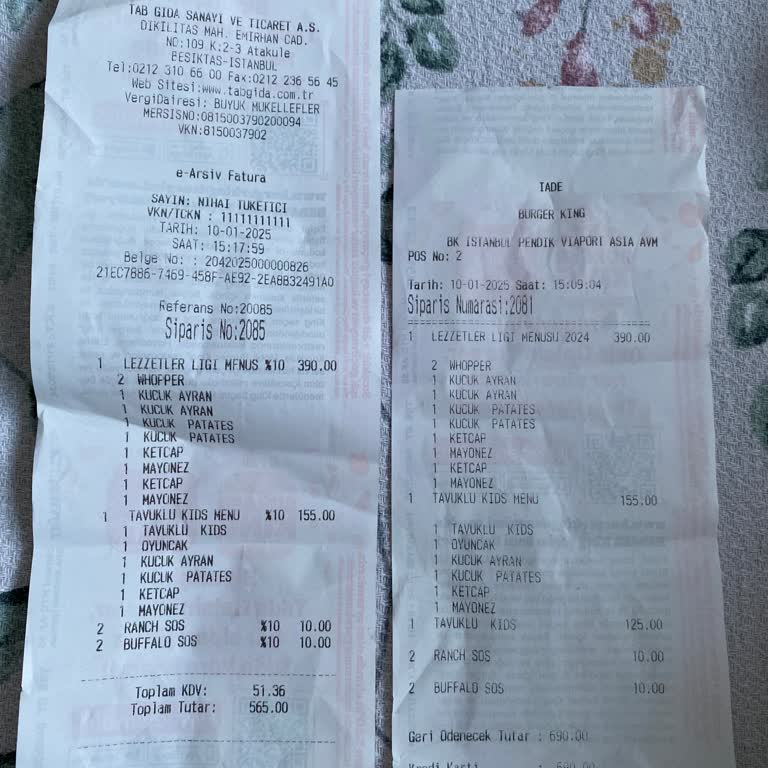 TAB GIDA SANAYI VE TICARET A.S.
DIKILITAS MAH. EMIRHAN CAD.
NO:109 K:2-3 Atakule
BESIKTAS-ISTANBUL
Tel:0212 310 66 00 Fax:0212 236 56 45
Web Sitesi:www.tabgida.com.tr
VergiDairesi: BUYUK MUKELLEFLER
MERSISNO:0815003790200094
VKN:8150037902
e-Arsiv Fatura
SAYIN: NIHAI TUKETICI
VKN/TCKN : 11111111111
TARIH: 10-01-2025
SAAT: 15:17:59
Belge No: : 2042025000000826
21EC7886-7469-458F-AE92-2EA8832491A0
Referans No:20085
Siparis No:2085
1 LEZZETLER LIGI MENUS %10 390.00
2 WHOPPER
1 KUCUK AYRAN
1 KUCUK AYRAN
1 KUCUK PATATES
1 KUCUK PATATES
1 KETCAP
1 MAYONEZ
1 KETCAP
1 MAYONEZ
1 TAVUKLU KIDS MENU %10 155.00
1 TAVUKLU KIDS
1 OYUNCAK
1 KUCUK AYRAN
1 KUCUK PATATES
1 KETCAP
1 MAYONEZ
2 RANCH SOS %10 10.00
2 BUFFALO SOS %10 10.00
Toplam KDV: 51.36
Toplam Tutar: 565.00
IADE
BURGER KING
BK ISTANBUL PENDIK VIAPORT ASIA AVM
POS No: 2
Tarih: 10-01-2025 Saat: 15:09:04
Siparis Numarasi:2081
1 LEZZETLER LIGI MENUSU 2024 390.00
2 WHOPPER
1 KUCUK AYRAN
1 KUCUK AYRAN
1 KUCUK PATATES
1 KUCUK PATATES
1 KETCAP
1 MAYONEZ
1 KETCAP
1 MAYONEZ
1 TAVUKLU KIDS MENU 155.00
1 TAVUKLU KIDS
1 OYUNCAK
1 KUCUK AYRAN
1 KUCUK PATATES
1 KETCAP
1 MAYONEZ
1 TAVUKLU KIDS 125.00
2 RANCH SOS 10.00
2 BUFFALO SOS 10.00
Geri Odenecek Tutar : 690.00
Kredi Karti : 690.00